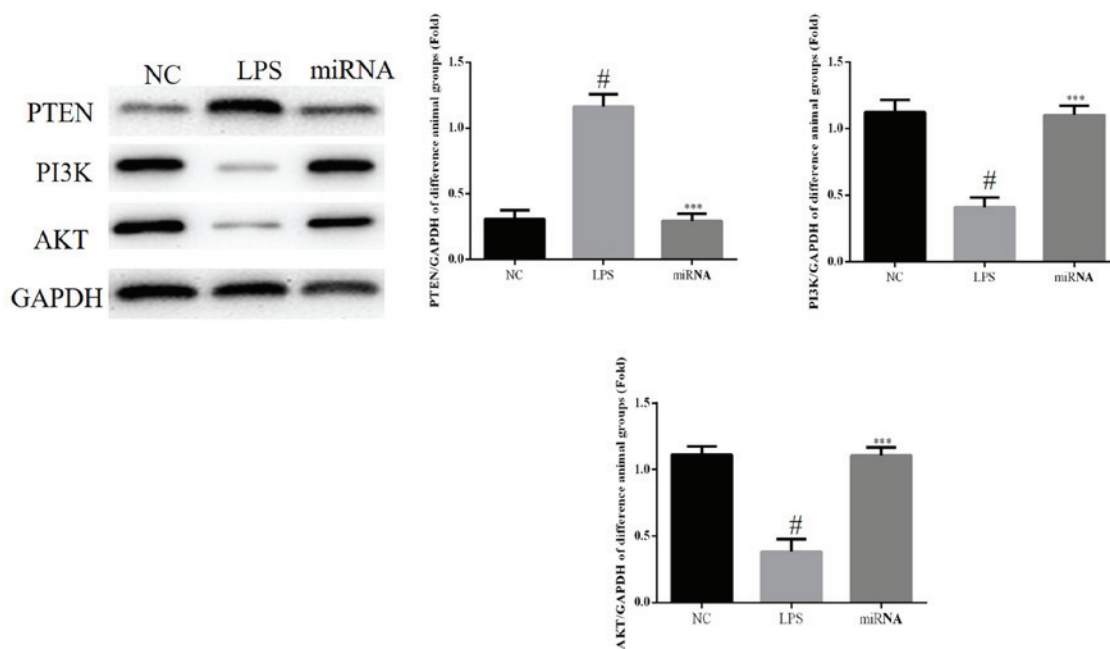 NC LPS miRNA
PTEN
PI3K
AKT
GAPDH
PTEN/GAPDH of difference animal groups (Fold)
1.5
1.0
0.5
0.0
#
***
NC LPS miRNA
PI3K/GAPDH of difference animal groups (Fold)
1.5
1.0
0.5
0.0
#
***
NC LPS miRNA
AKT/GAPDH of difference animal groups (Fold)
1.5
1.0
0.5
0.0
#
***
NC LPS miRNA